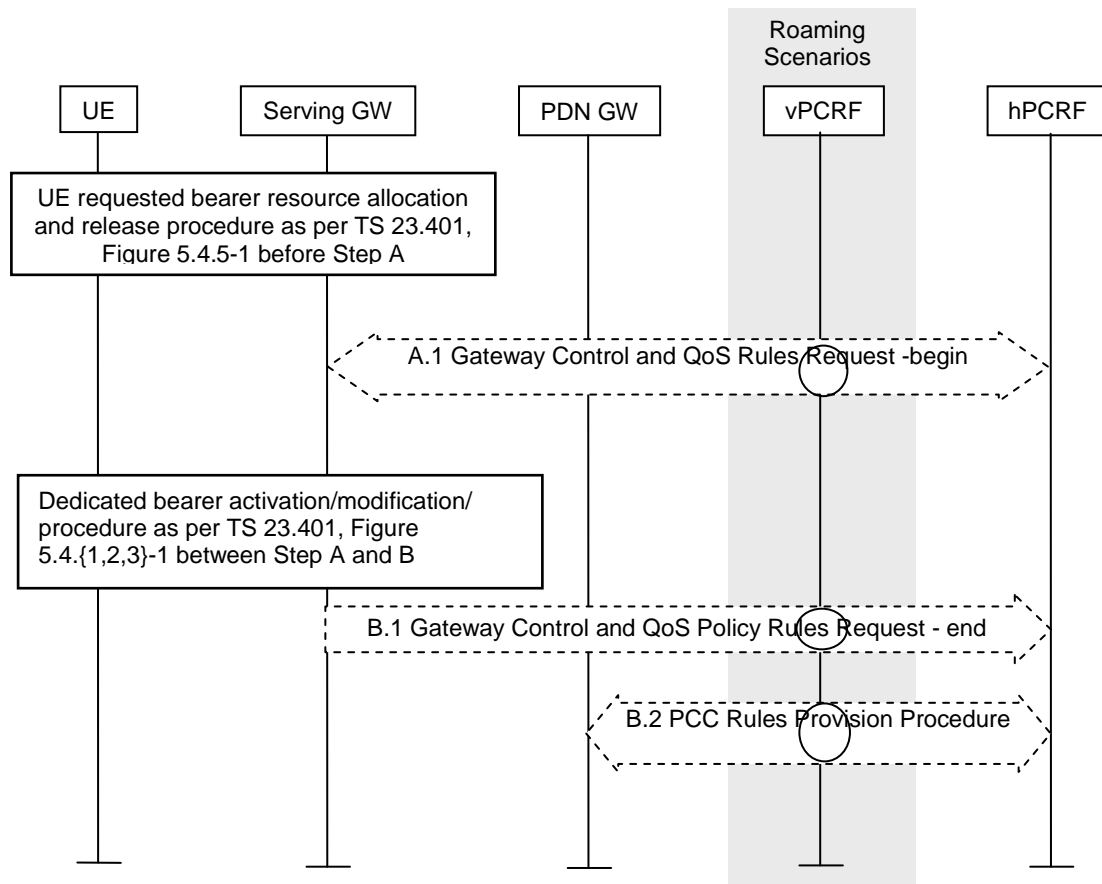 Roaming
Scenarios
UE
Serving GW
PDN GW
vPCRF
hPCRF
UE requested bearer resource allocation
and release procedure as per TS 23.401,
Figure 5.4.5-1 before Step A
A.1 Gateway Control and QoS Rules Request -begin
Dedicated bearer activation/modification/
procedure as per TS 23.401, Figure
5.4.{1,2,3}-1 between Step A and B
B.1 Gateway Control and QoS Policy Rules Request - end
B.2 PCC Rules Provision Procedure